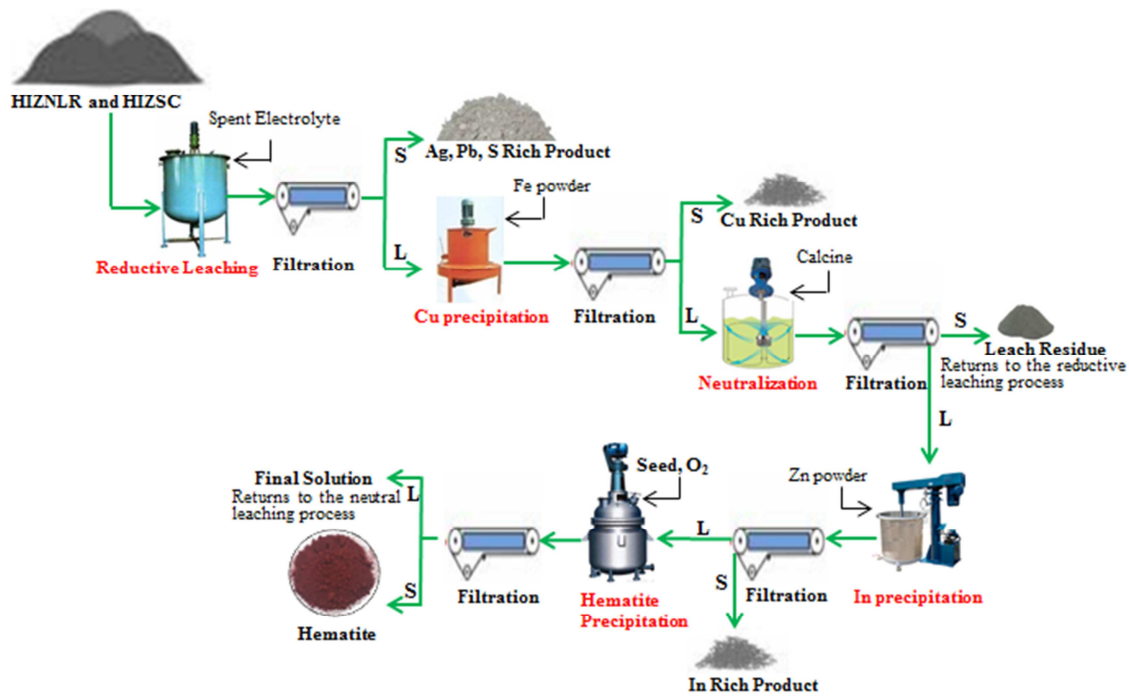 HIZNLR and HIZSC
Spent Electrolyte
S
Ag, Pb, S Rich Product
Fe powder
S
Cu Rich Product
Reductive Leaching
Filtration
L
Cu precipitation
Filtration
Calcine
L
S
Leach Residue
Returns to the reductive
leaching process
Neutralization
Filtration
L
Final Solution
Returns to the neutral
leaching process
L
Seed, O₂
Zn powder
L
S
Hematite
Filtration
Hematite
Precipitation
S
Filtration
In precipitation
In Rich Product